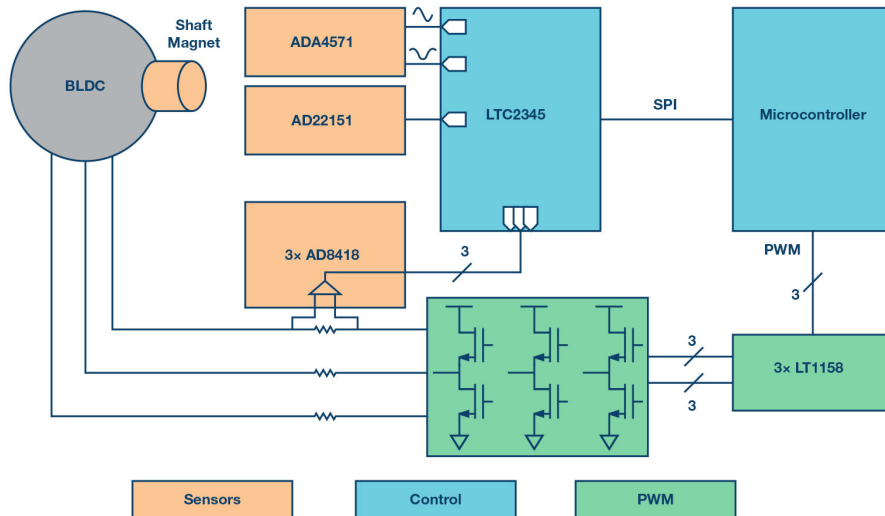 Shaft
Magnet
BLDC
ADA4571
AD22151
LTC2345
SPI
Microcontroller
3× AD8418
3
PWM
3
3
3
3× LT1158
Sensors
Control
PWM